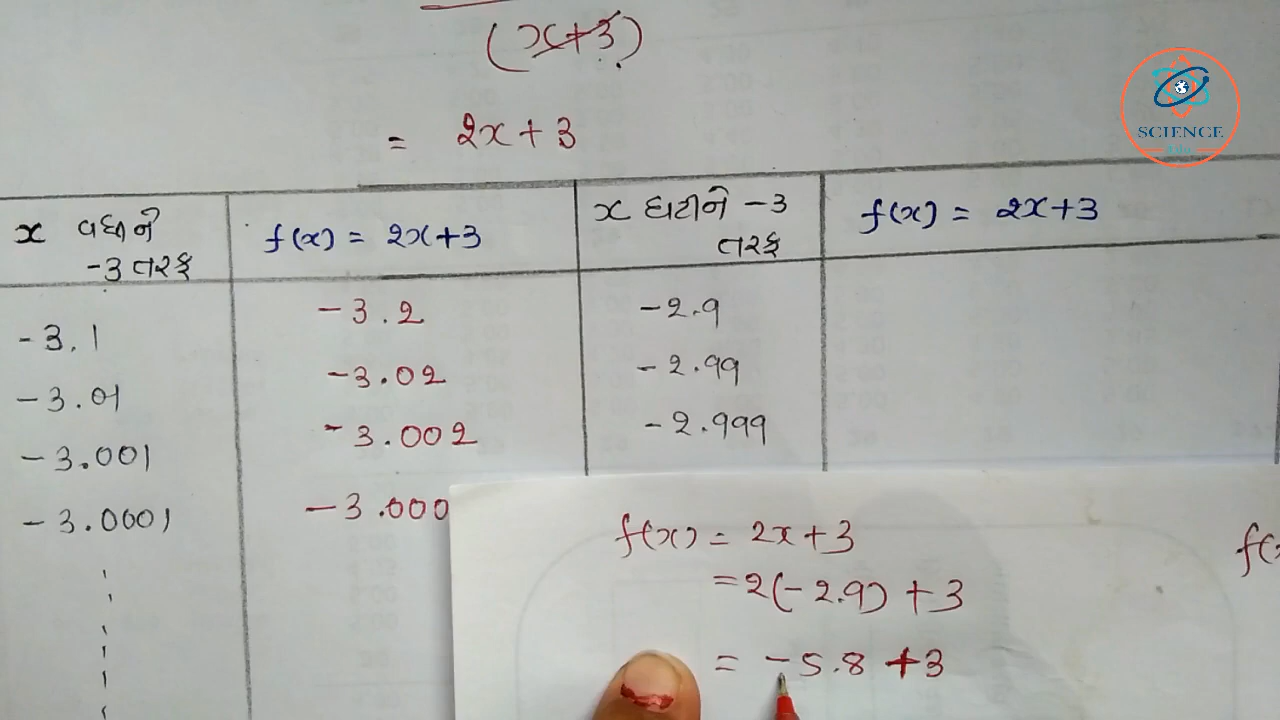 (x+3)
= 2x+3
x વધીને
-3 તરફ
f(x) = 2x+3
x ઘટીને -3
તરફ
f(x) = 2x+3
-3.1
-3.2
-2.9
-3.01
-3.02
-2.99
-3.001
-3.002
-2.999
-3.0001
-3.000
f(x) = 2x+3
=2(-2.9)+3
= -5.8+3
SCIENCE